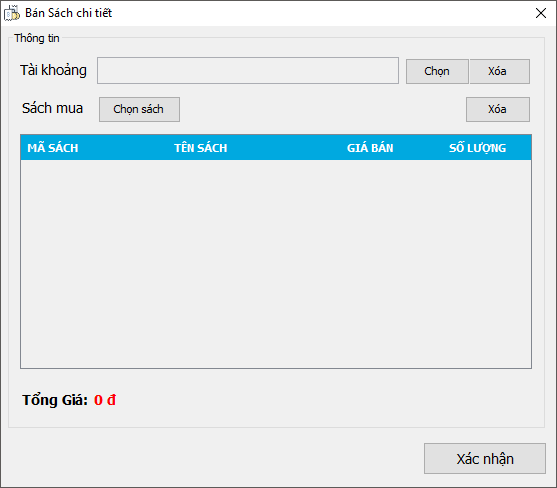 Bán Sách chi tiết
Thông tin
Tài khoảng Chọn Xóa
Sách mua Chọn sách Xóa
MÃ SÁCH TÊN SÁCH GIÁ BÁN SỐ LƯỢNG
Tổng Giá: 0 đ
Xác nhận